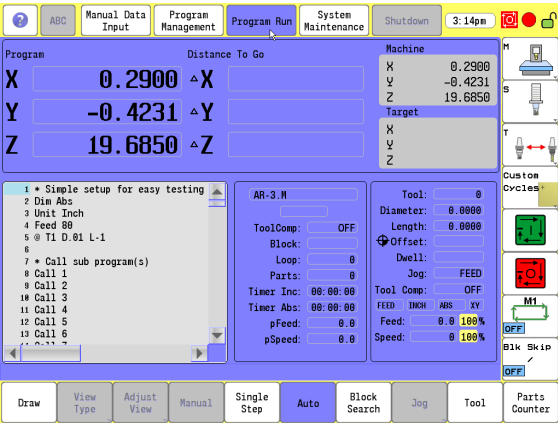 ?
ABC
Manual Data Input
Program Management
Program Run
System Maintenance
Shutdown
3:14pm
Program
Distance To Go
X 0.2900 ΔX
Y -0.4231 ΔY
Z 19.6850 ΔZ
Machine
X 0.2900
Y -0.4231
Z 19.6850
Target
X
Y
Z
1 * Simple setup for easy testing
2 Dim Abs
3 Unit Inch
4 Feed 80
5 @ T1 D.01 L-1
6
7 * Call sub program(s)
8 Call 1
9 Call 2
10 Call 3
11 Call 4
12 Call 5
13 Call 6
AR-3.M
ToolComp: OFF
Block:
Loop: 0
Parts: 0
Timer Inc: 00:00:00
Timer Abs: 00:00:00
pFeed: 0.0
pSpeed: 0.0
Tool: 0
Diameter: 0.0000
Length: 0.0000
Offset:
Dwell:
Jog: FEED
Tool Comp: OFF
FEED INCH ABS XY
Feed: 0.0 100%
Speed: 0 100%
M
S
T
Custom
Cycles
I
O
M1
OFF
Blk Skip
/
OFF
Draw
View Type
Adjust View
Manual
Single Step
Auto
Block Search
Jog
Tool
Parts Counter